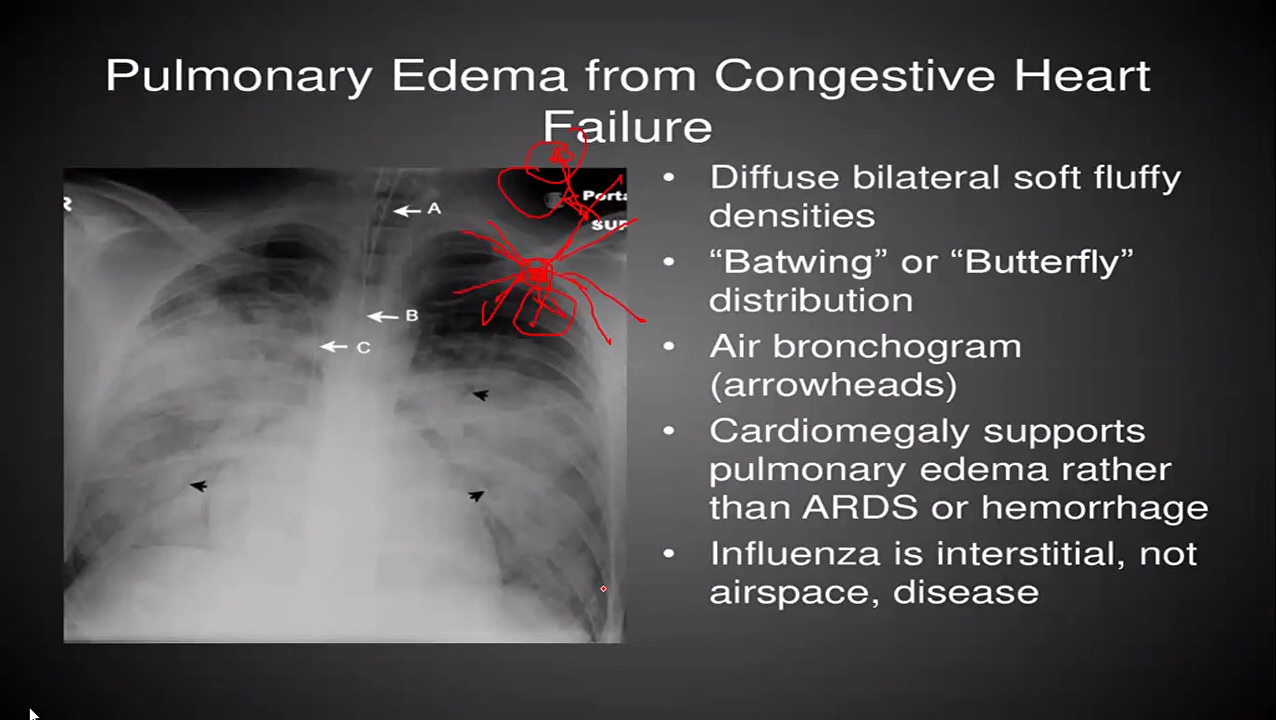 Pulmonary Edema from Congestive Heart
Failure
R
A
Porta
SUP
B
C
• Diffuse bilateral soft fluffy
densities
• “Batwing” or “Butterfly”
distribution
• Air bronchogram
(arrowheads)
• Cardiomegaly supports
pulmonary edema rather
than ARDS or hemorrhage
• Influenza is interstitial, not
airspace, disease